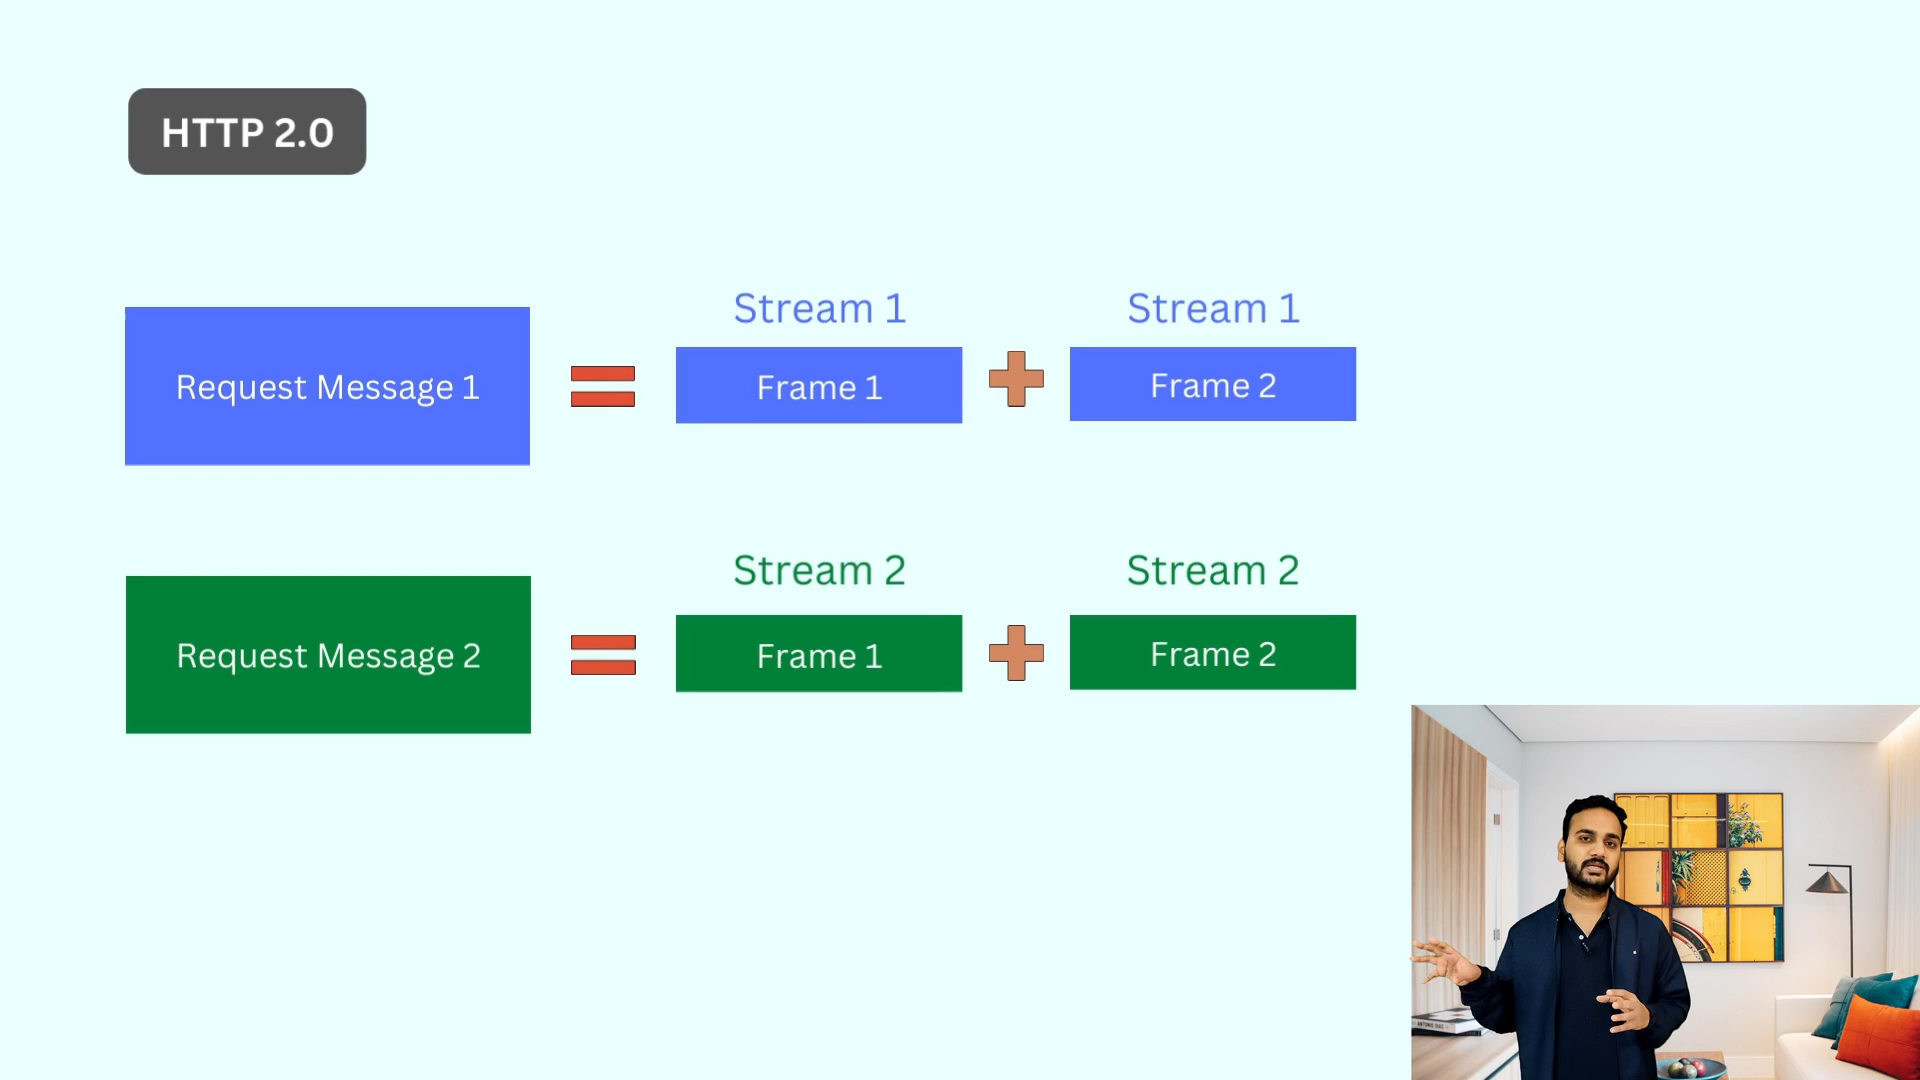 HTTP 2.0
Stream 1
Stream 1
Request Message 1
Frame 1
Frame 2
Stream 2
Stream 2
Request Message 2
Frame 1
Frame 2